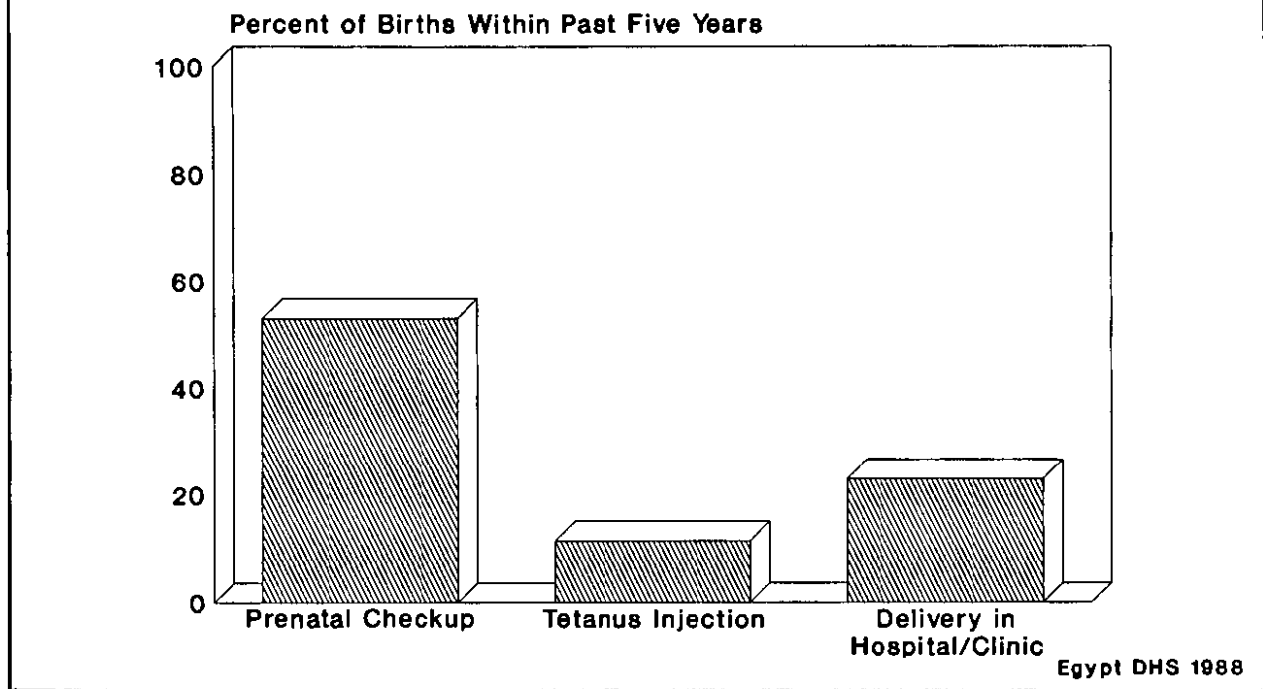 Percent of Births Within Past Five Years
100
80
60
40
20
0
Prenatal Checkup
Tetanus Injection
Delivery in
Hospital/Clinic
Egypt DHS 1988